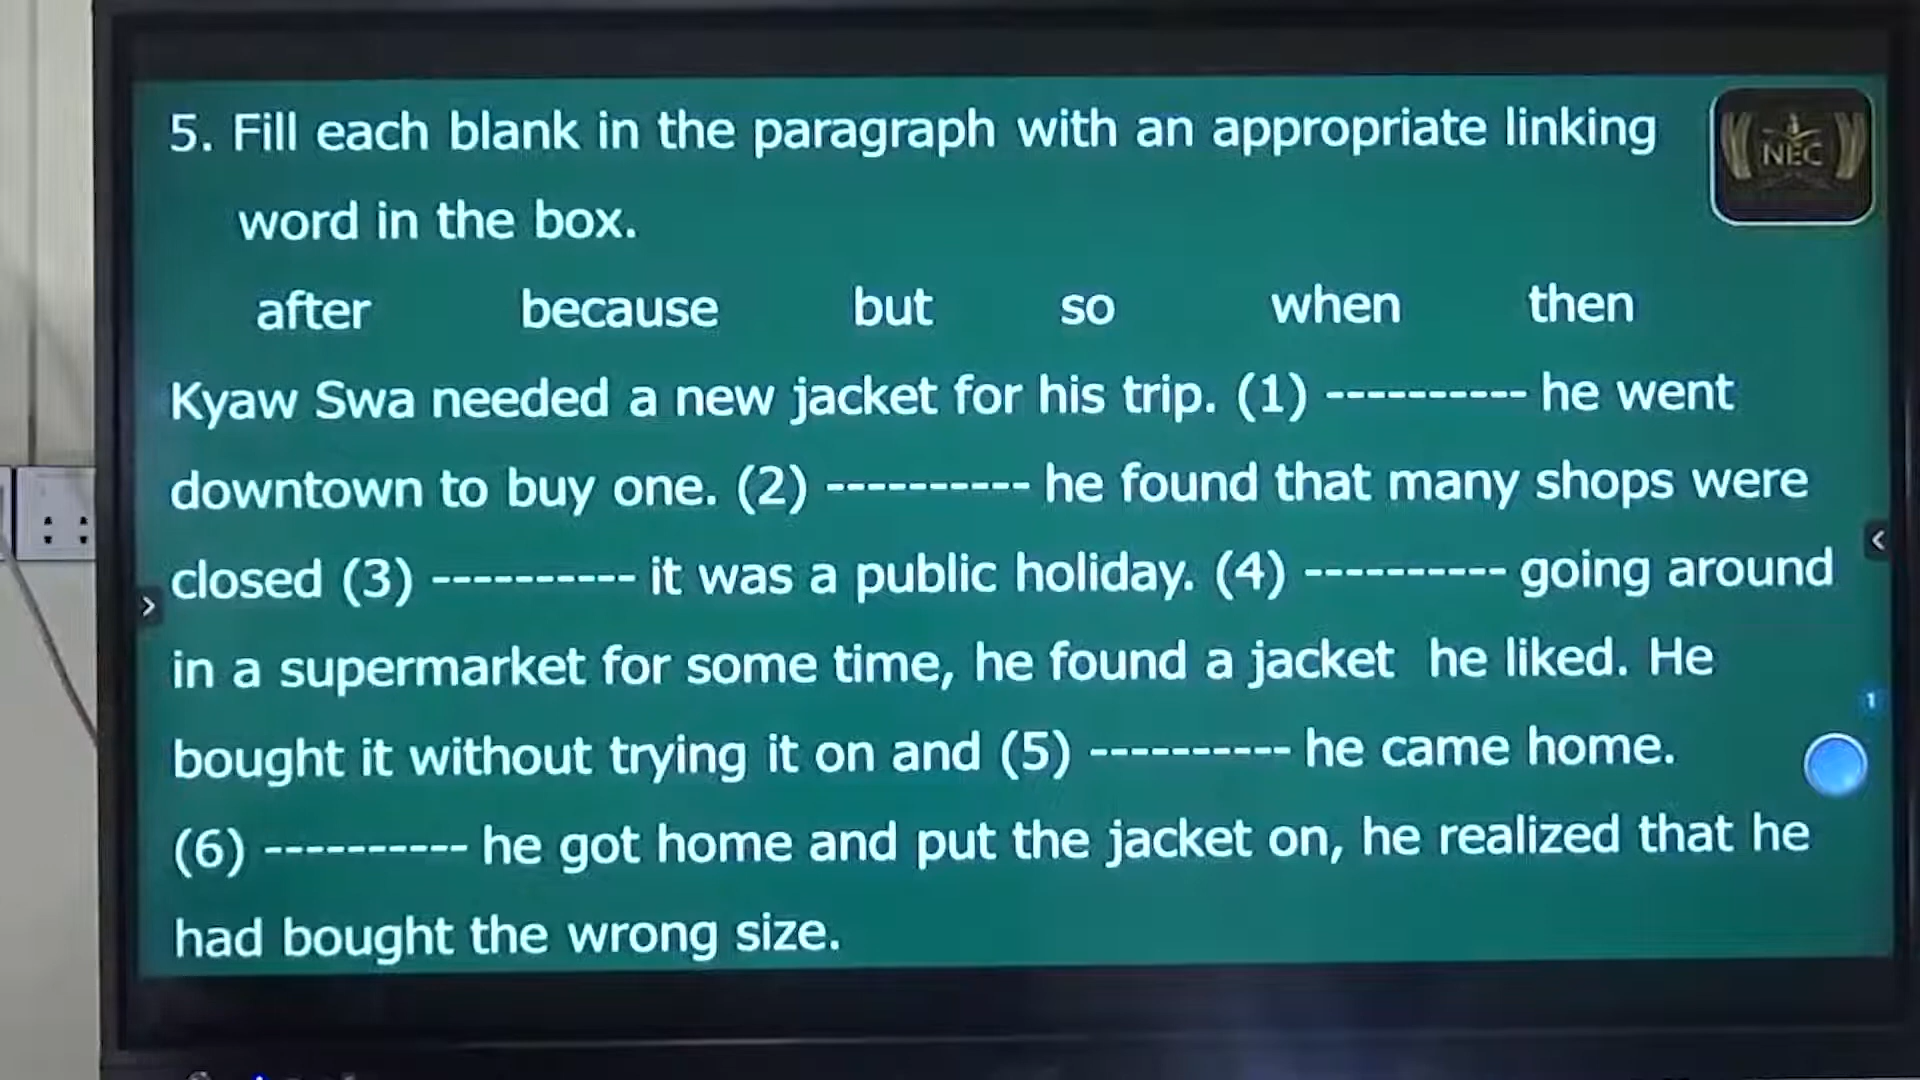 5. Fill each blank in the paragraph with an appropriate linking
word in the box.
after because but so when then
Kyaw Swa needed a new jacket for his trip. (1) ---------- he went
downtown to buy one. (2) ---------- he found that many shops were
closed (3) ---------- it was a public holiday. (4) ---------- going around
in a supermarket for some time, he found a jacket he liked. He
bought it without trying it on and (5) ---------- he came home.
(6) ---------- he got home and put the jacket on, he realized that he
had bought the wrong size.
NEC
1